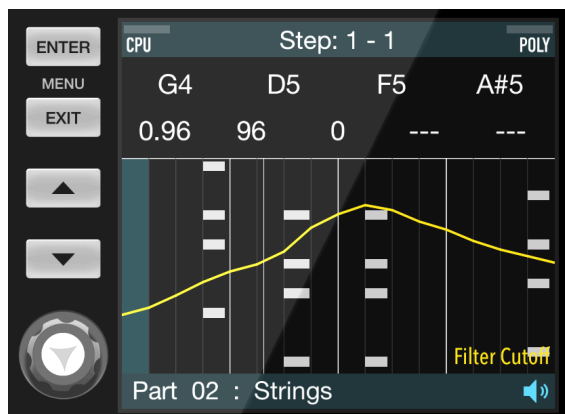 ENTER
MENU
EXIT
CPU Step: 1 - 1 POLY
G4 D5 F5 A#5
0.96 96 0 --- ---
Filter Cutoff
Part 02 : Strings